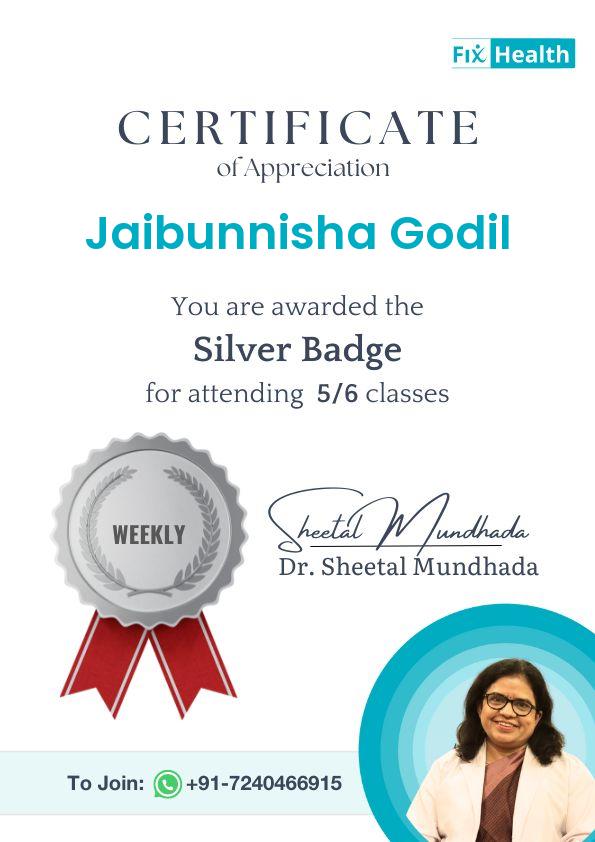 Fix Health
CERTIFICATE
of Appreciation
Jaibunnisha Godil
You are awarded the
Silver Badge
for attending 5/6 classes
WEEKLY
Sheetal Mundhada
Dr. Sheetal Mundhada
To Join: +91-7240466915